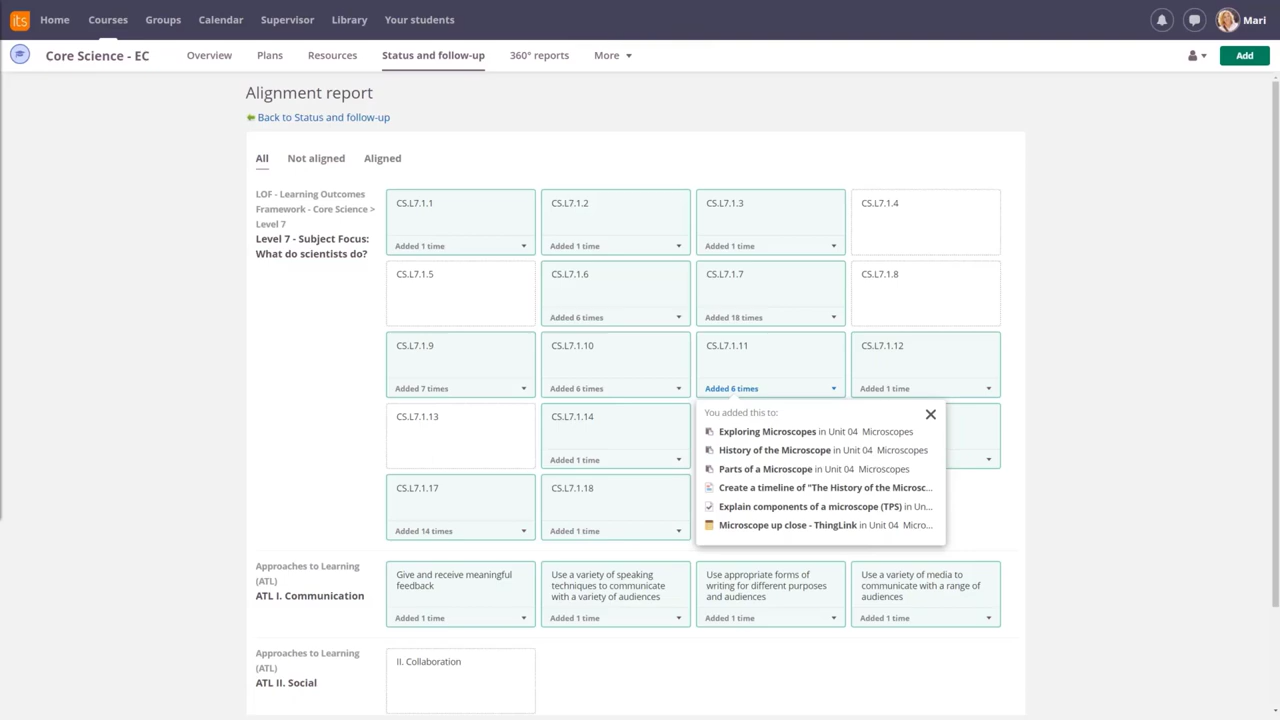 its Home Courses Groups Calendar Supervisor Library Your students Mari
Core Science - EC Overview Plans Resources Status and follow-up 360° reports More Add
Alignment report
Back to Status and follow-up
All Not aligned Aligned
LOF - Learning Outcomes
Framework - Core Science >
Level 7
Level 7 - Subject Focus:
What do scientists do?
CS.L7.1.1
Added 1 time
CS.L7.1.2
Added 1 time
CS.L7.1.3
Added 1 time
CS.L7.1.4
CS.L7.1.5
CS.L7.1.6
Added 6 times
CS.L7.1.7
Added 18 times
CS.L7.1.8
CS.L7.1.9
Added 7 times
CS.L7.1.10
Added 6 times
CS.L7.1.11
Added 6 times
CS.L7.1.12
Added 1 time
CS.L7.1.13
CS.L7.1.14
Added 1 time
You added this to:
Exploring Microscopes in Unit 04 Microscopes
History of the Microscope in Unit 04 Microscopes
Parts of a Microscope in Unit 04 Microscopes
Create a timeline of "The History of the Microsc...
Explain components of a microscope (TPS) in Un...
Microscope up close - ThingLink in Unit 04 Micro...
CS.L7.1.17
Added 14 times
CS.L7.1.18
Added 1 time
Approaches to Learning
(ATL)
ATL I. Communication
Give and receive meaningful
feedback
Added 1 time
Use a variety of speaking
techniques to communicate
with a variety of audiences
Added 1 time
Use appropriate forms of
writing for different purposes
and audiences
Added 1 time
Use a variety of media to
communicate with a range of
audiences
Added 1 time
Approaches to Learning
(ATL)
ATL II. Social
II. Collaboration